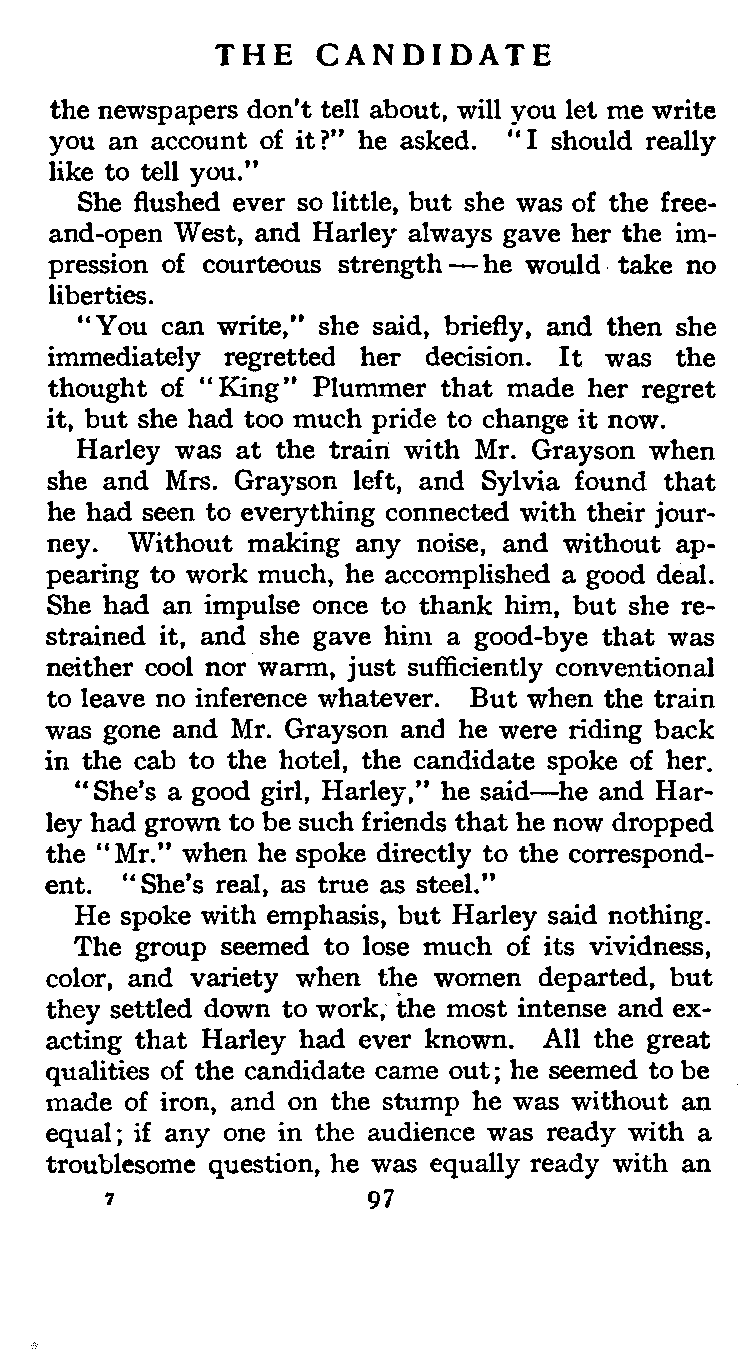 THE CANDIDATE
the newspapers don't tell about, will you let me write
you an account of it?" he asked. "I should really
like to tell you."
She flushed ever so little, but she was of the free-
and-open West, and Harley always gave her the im-
pression of courteous strength—he would take no
liberties.
"You can write," she said, briefly, and then she
immediately regretted her decision. It was the
thought of "King" Plummer that made her regret
it, but she had too much pride to change it now.
Harley was at the train with Mr. Grayson when
she and Mrs. Grayson left, and Sylvia found that
he had seen to everything connected with their jour-
ney. Without making any noise, and without ap-
pearing to work much, he accomplished a good deal.
She had an impulse once to thank him, but she re-
strained it, and she gave him a good-bye that was
neither cool nor warm, just sufficiently conventional
to leave no inference whatever. But when the train
was gone and Mr. Grayson and he were riding back
in the cab to the hotel, the candidate spoke of her.
"She's a good girl, Harley," he said—he and Har-
ley had grown to be such friends that he now dropped
the "Mr." when he spoke directly to the correspond-
ent. "She's real, as true as steel."
He spoke with emphasis, but Harley said nothing.
The group seemed to lose much of its vividness,
color, and variety when the women departed, but
they settled down to work, the most intense and ex-
acting that Harley had ever known. All the great
qualities of the candidate came out; he seemed to be
made of iron, and on the stump he was without an
equal; if any one in the audience was ready with a
troublesome question, he was equally ready with an
7 97